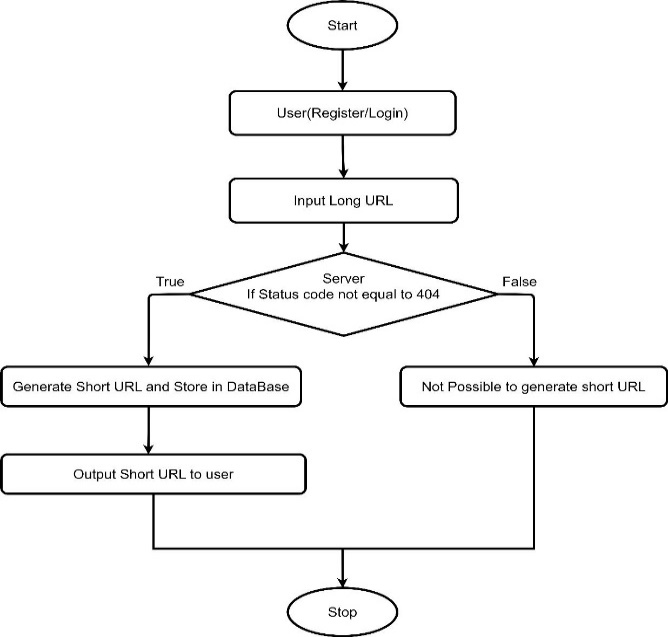 Start
User(Register/Login)
Input Long URL
Server
If Status code not equal to 404
True
False
Generate Short URL and Store in DataBase
Not Possible to generate short URL
Output Short URL to user
Stop